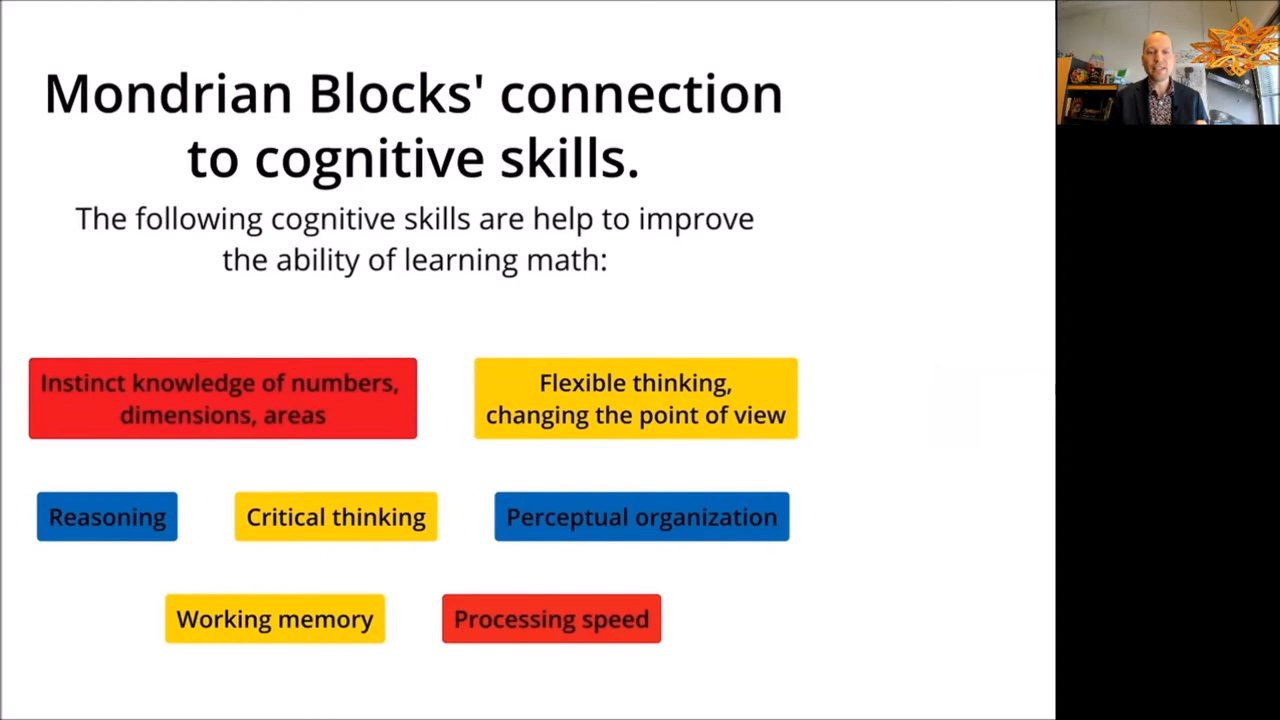 Mondrian Blocks' connection
to cognitive skills.
The following cognitive skills are help to improve
the ability of learning math:
Instinct knowledge of numbers,
dimensions, areas
Flexible thinking,
changing the point of view
Reasoning
Critical thinking
Perceptual organization
Working memory
Processing speed